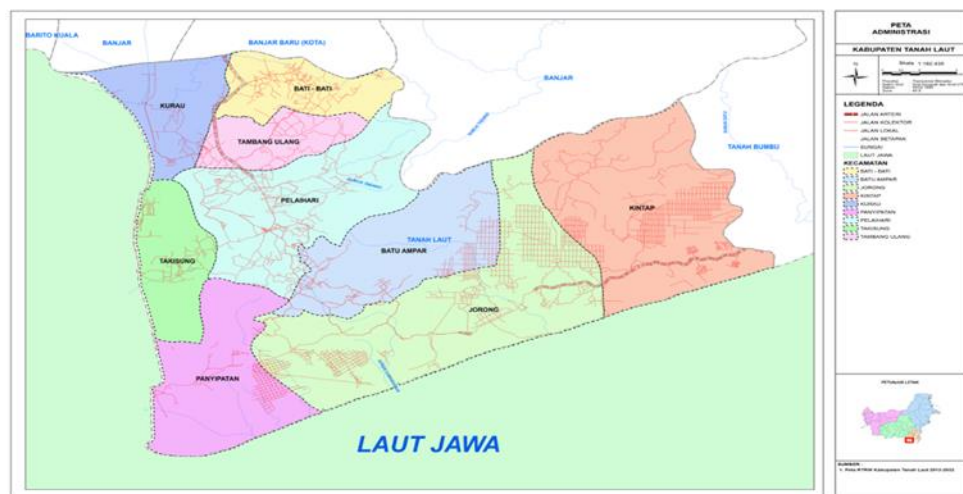 BARITO KUALA
BANJAR
BANJAR BARU (KOTA)
BANJAR
TANAH BUMBU
BATI - BATI
KURAU
TAMBANG ULANG
PELAIHARI
KINTAP
TANAH LAUT
BATU AMPAR
TAKISUNG
JORONG
PANYIPATAN
LAUT JAWA
PETA
ADMINISTRASI
KABUPATEN TANAH LAUT
LEGENDA
JALAN ARTERI
JALAN KOLEKTOR
JALAN LOKAL
JALAN SETAPAK
SUNGAI
LAUT JAWA
KECAMATAN
BATI - BATI
BATU AMPAR
JORONG
KINTAP
KURAU
PANYIPATAN
PELAIHARI
TAKISUNG
TAMBANG ULANG